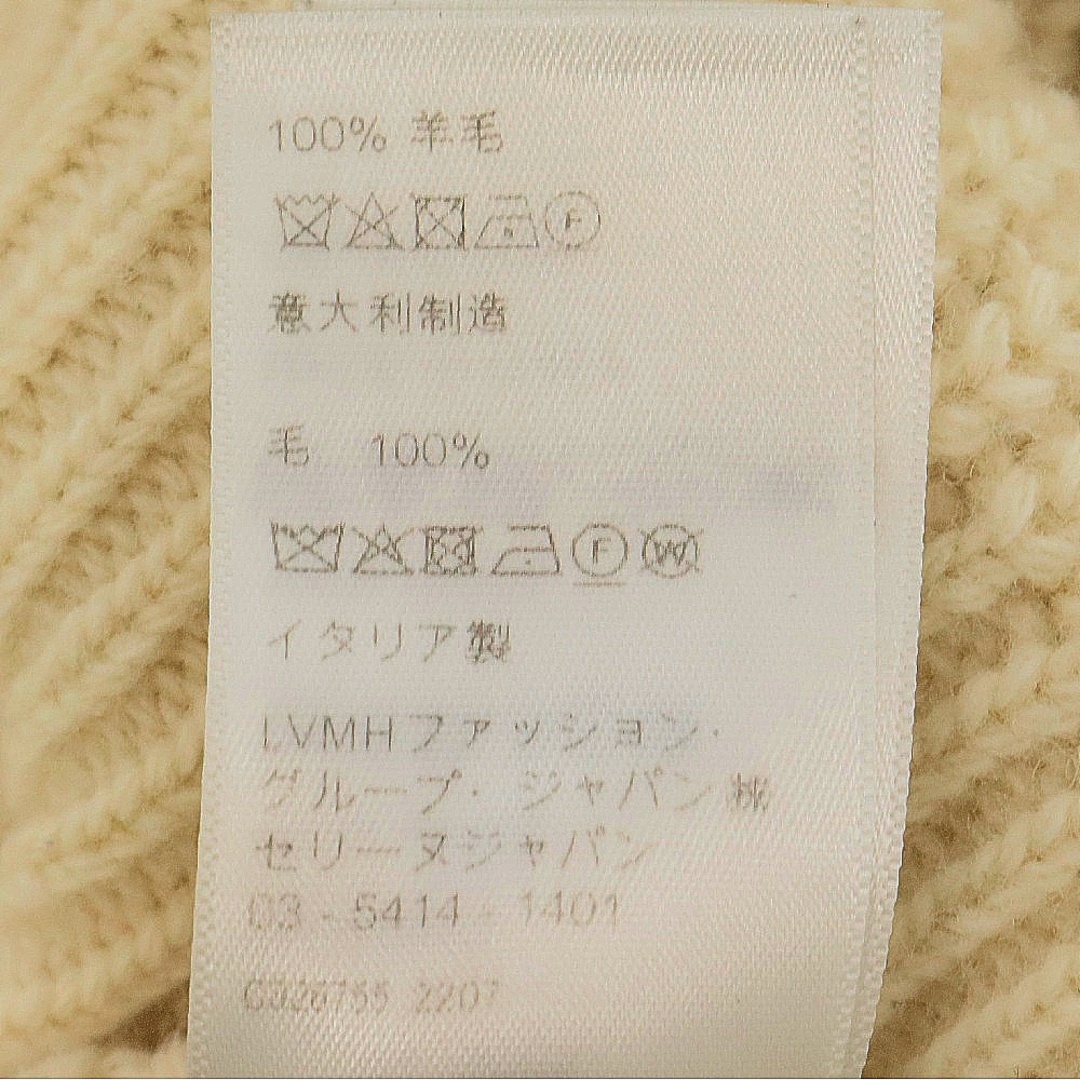 100% 羊毛
F
意大利制造
毛 100%
F W
イタリア製
LVMHファッション・
グループ・ジャパン㈱
セリーヌジャパン
03-5414-1401
2207